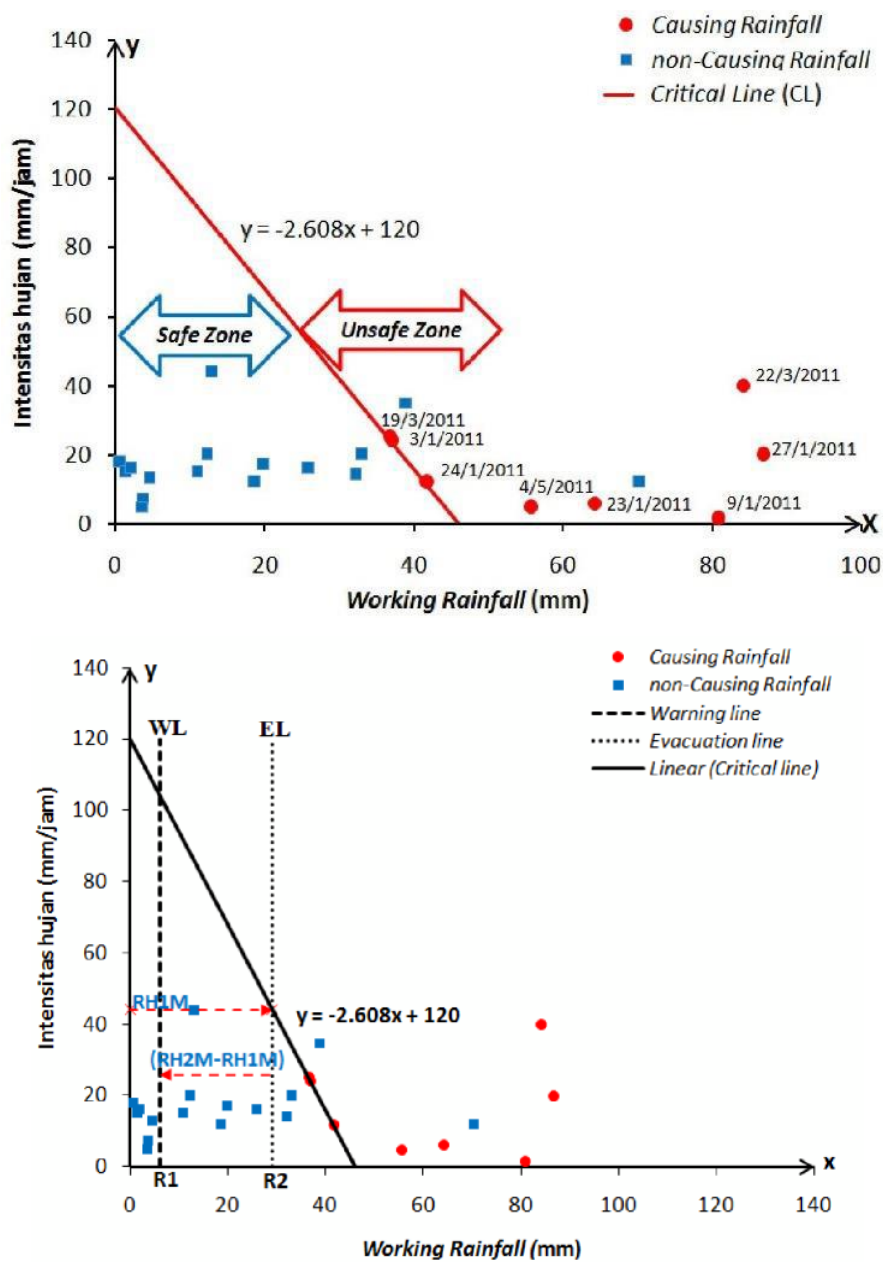 140
y
Causing Rainfall
non-Causing Rainfall
Critical Line (CL)
120
100
80
60
40
20
0
Intensitas hujan (mm/jam)
y = -2.608x + 120
Safe Zone
Unsafe Zone
22/3/2011
19/3/2011
3/1/2011
27/1/2011
24/1/2011
4/5/2011
23/1/2011
9/1/2011
X
0 20 40 60 80 100
Working Rainfall (mm)
140
y
Causing Rainfall
non-Causing Rainfall
Warning line
Evacuation line
Linear (Critical line)
WL
EL
120
100
80
60
40
20
0
Intensitas hujan (mm/jam)
RH1M
y = -2.608x + 120
(RH2M-RH1M)
x
R1
R2
0 20 40 60 80 100 120 140
Working Rainfall (mm)